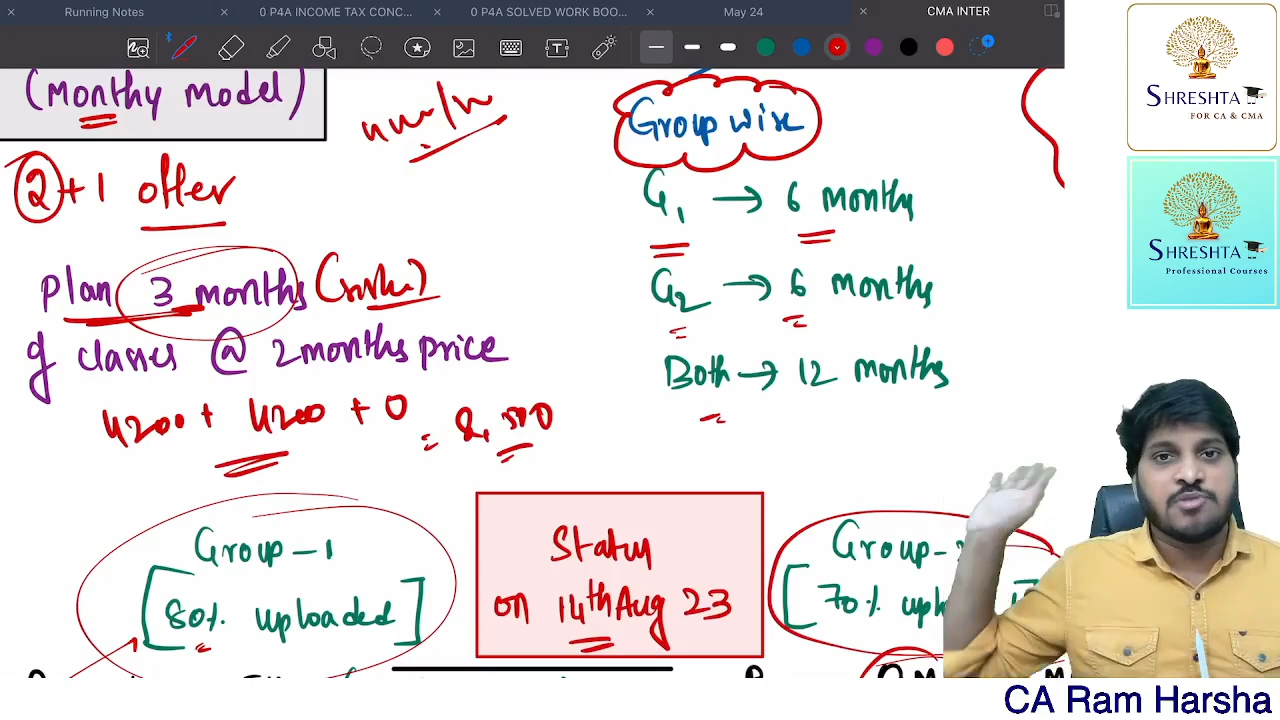 Running Notes
0 P4A INCOME TAX CONC...
0 P4A SOLVED WORK BOO...
May 24
CMA INTER
(Monthy model)
2 + 1 offer
Plan 3 months
of classes @ 2 months price
4200 + 4200 + 0
Group wise
G1 → 6 months
G2 → 6 months
Both → 12 months
Group - 1
[80% uploaded]
Status
on 14th Aug 23
Group -
[70%
SHRESHTA
FOR CA & CMA
SHRESHTA
Professional Courses
CA Ram Harsha